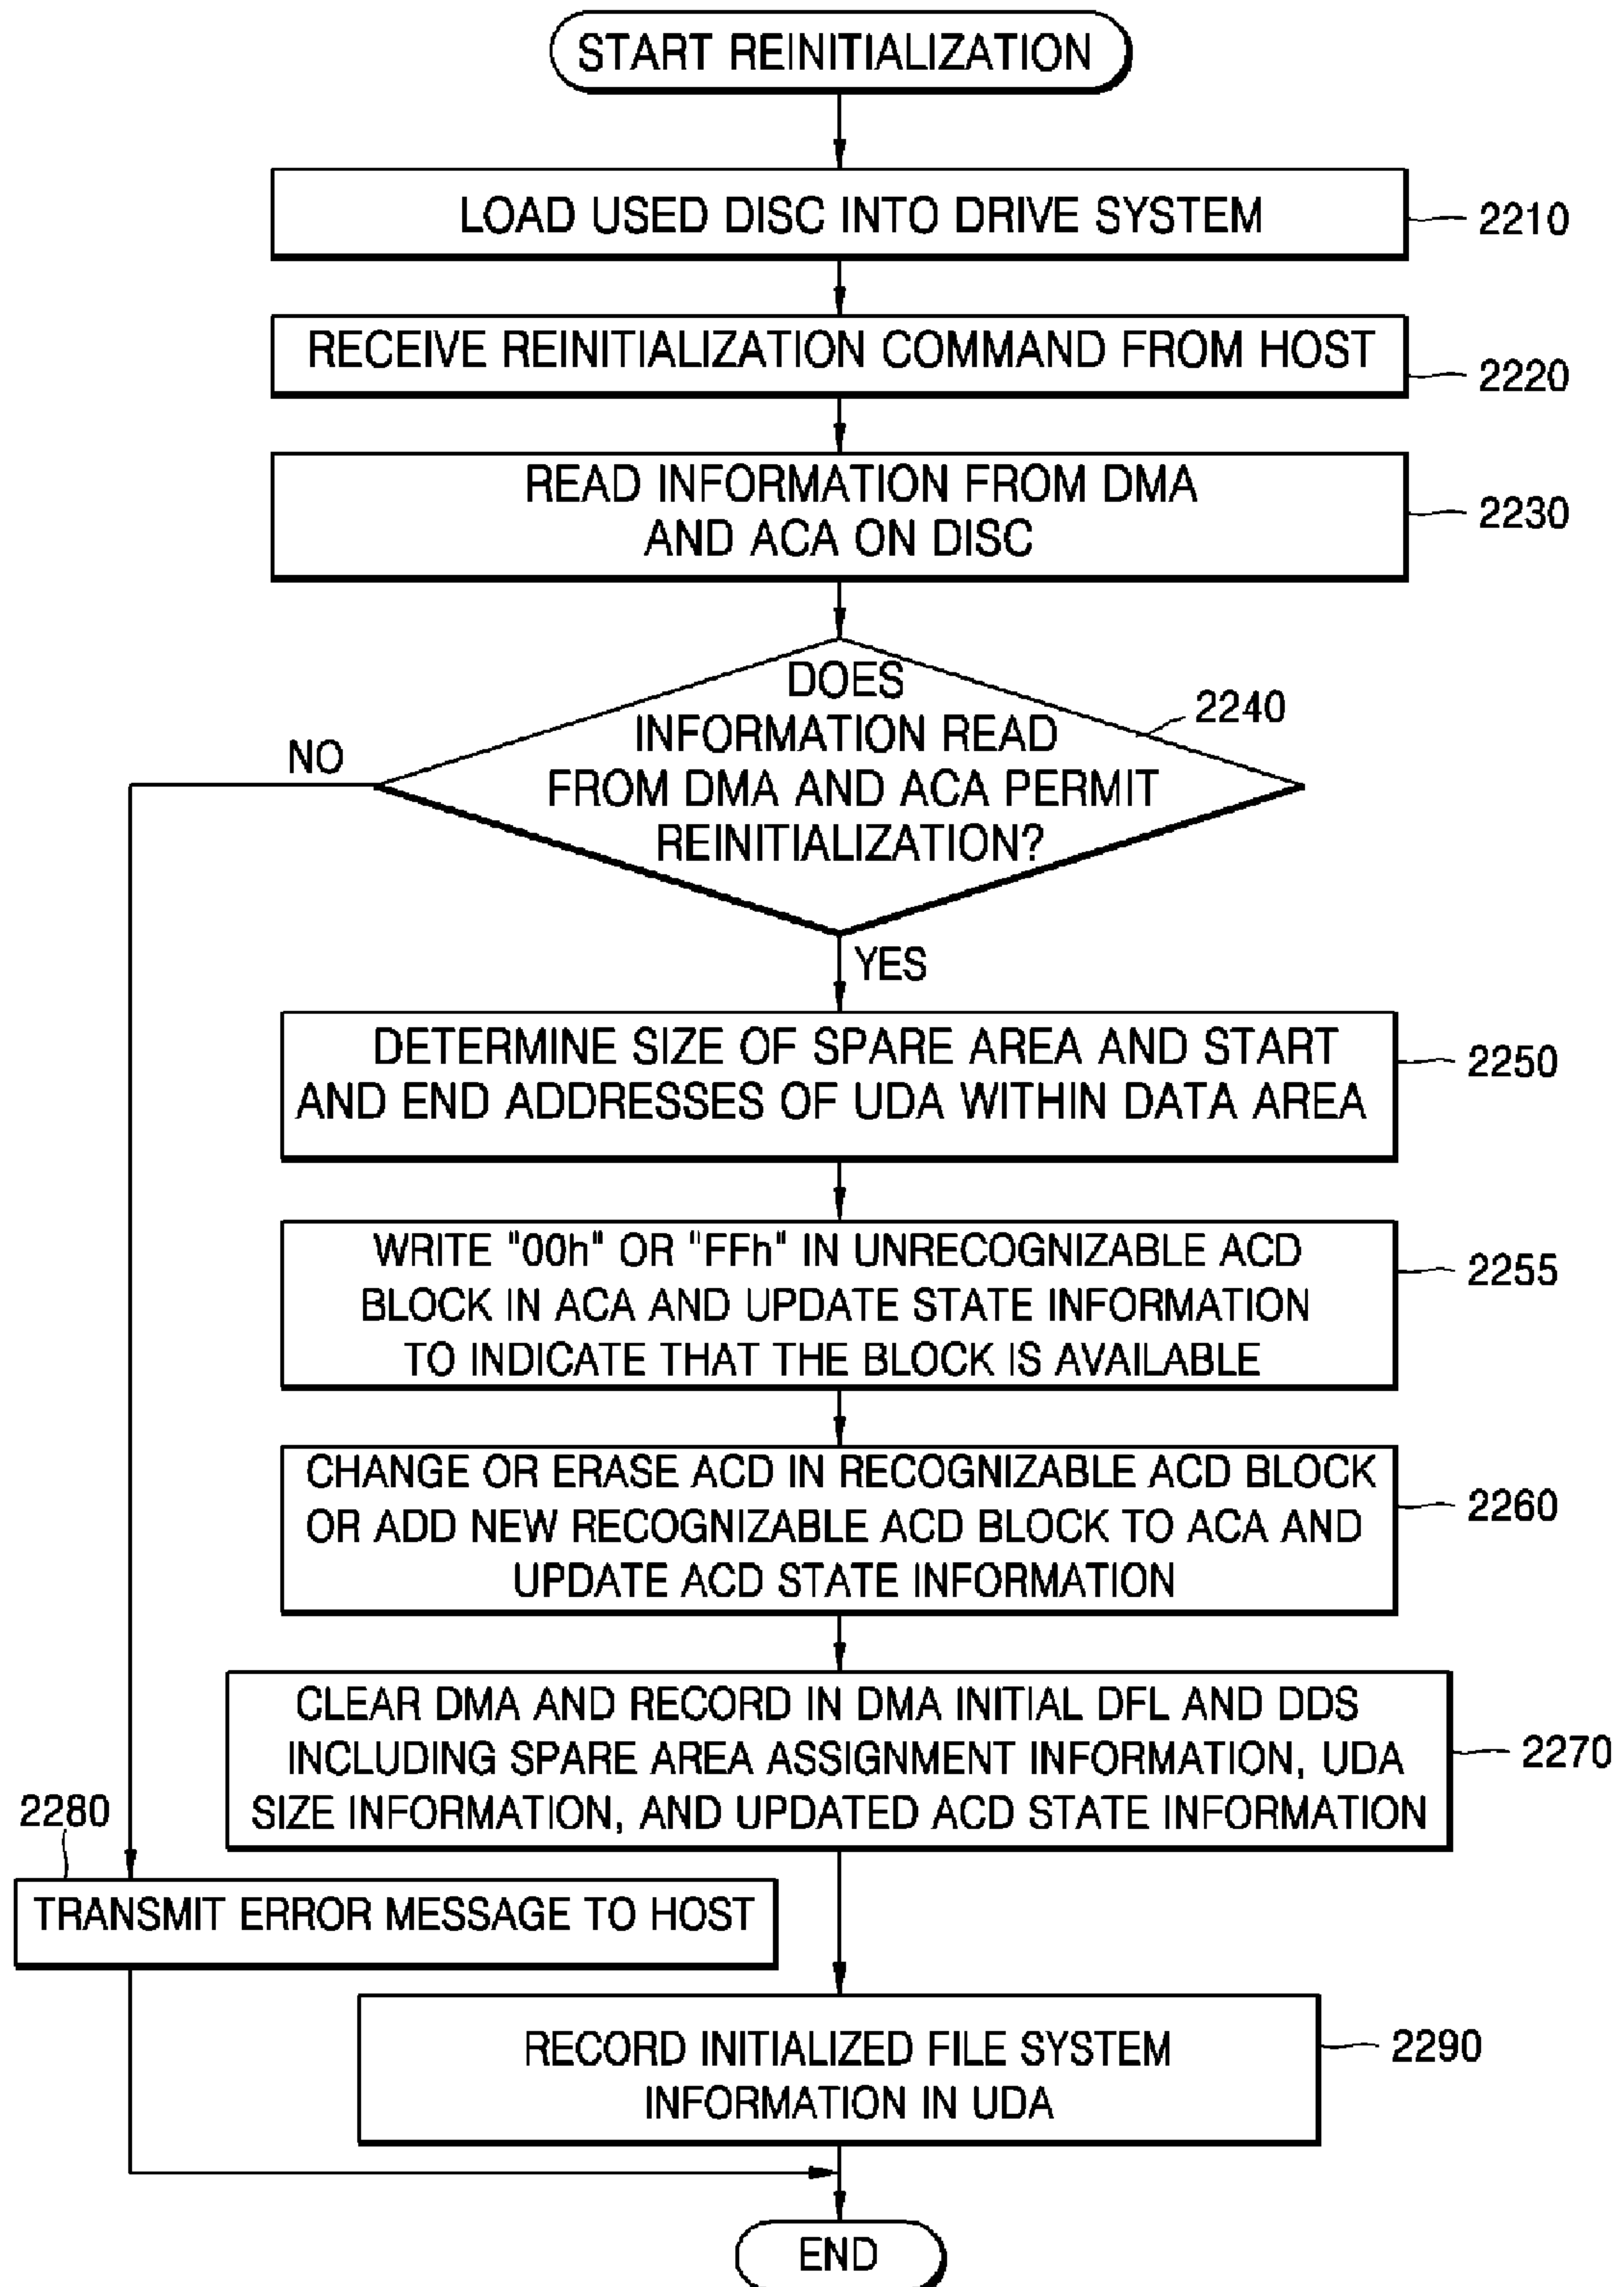 START REINITIALIZATION
LOAD USED DISC INTO DRIVE SYSTEM
2210
RECEIVE REINITIALIZATION COMMAND FROM HOST
2220
READ INFORMATION FROM DMA
AND ACA ON DISC
2230
DOES
INFORMATION READ
FROM DMA AND ACA PERMIT
REINITIALIZATION?
2240
NO
YES
DETERMINE SIZE OF SPARE AREA AND START
AND END ADDRESSES OF UDA WITHIN DATA AREA
2250
WRITE "00h" OR "FFh" IN UNRECOGNIZABLE ACD
BLOCK IN ACA AND UPDATE STATE INFORMATION
TO INDICATE THAT THE BLOCK IS AVAILABLE
2255
CHANGE OR ERASE ACD IN RECOGNIZABLE ACD BLOCK
OR ADD NEW RECOGNIZABLE ACD BLOCK TO ACA AND
UPDATE ACD STATE INFORMATION
2260
CLEAR DMA AND RECORD IN DMA INITIAL DFL AND DDS
INCLUDING SPARE AREA ASSIGNMENT INFORMATION, UDA
SIZE INFORMATION, AND UPDATED ACD STATE INFORMATION
2270
2280
TRANSMIT ERROR MESSAGE TO HOST
RECORD INITIALIZED FILE SYSTEM
INFORMATION IN UDA
2290
END